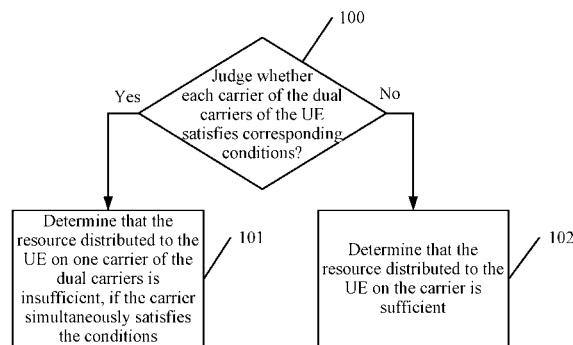 100
Judge whether
each carrier of the dual
carriers of the UE
satisfies corresponding
conditions?
Yes
No
Determine that the
resource distributed to the
UE on one carrier of the
dual carriers is
insufficient, if the carrier
simultaneously satisfies
the conditions
101
Determine that the
resource distributed to the
UE on the carrier is
sufficient
102